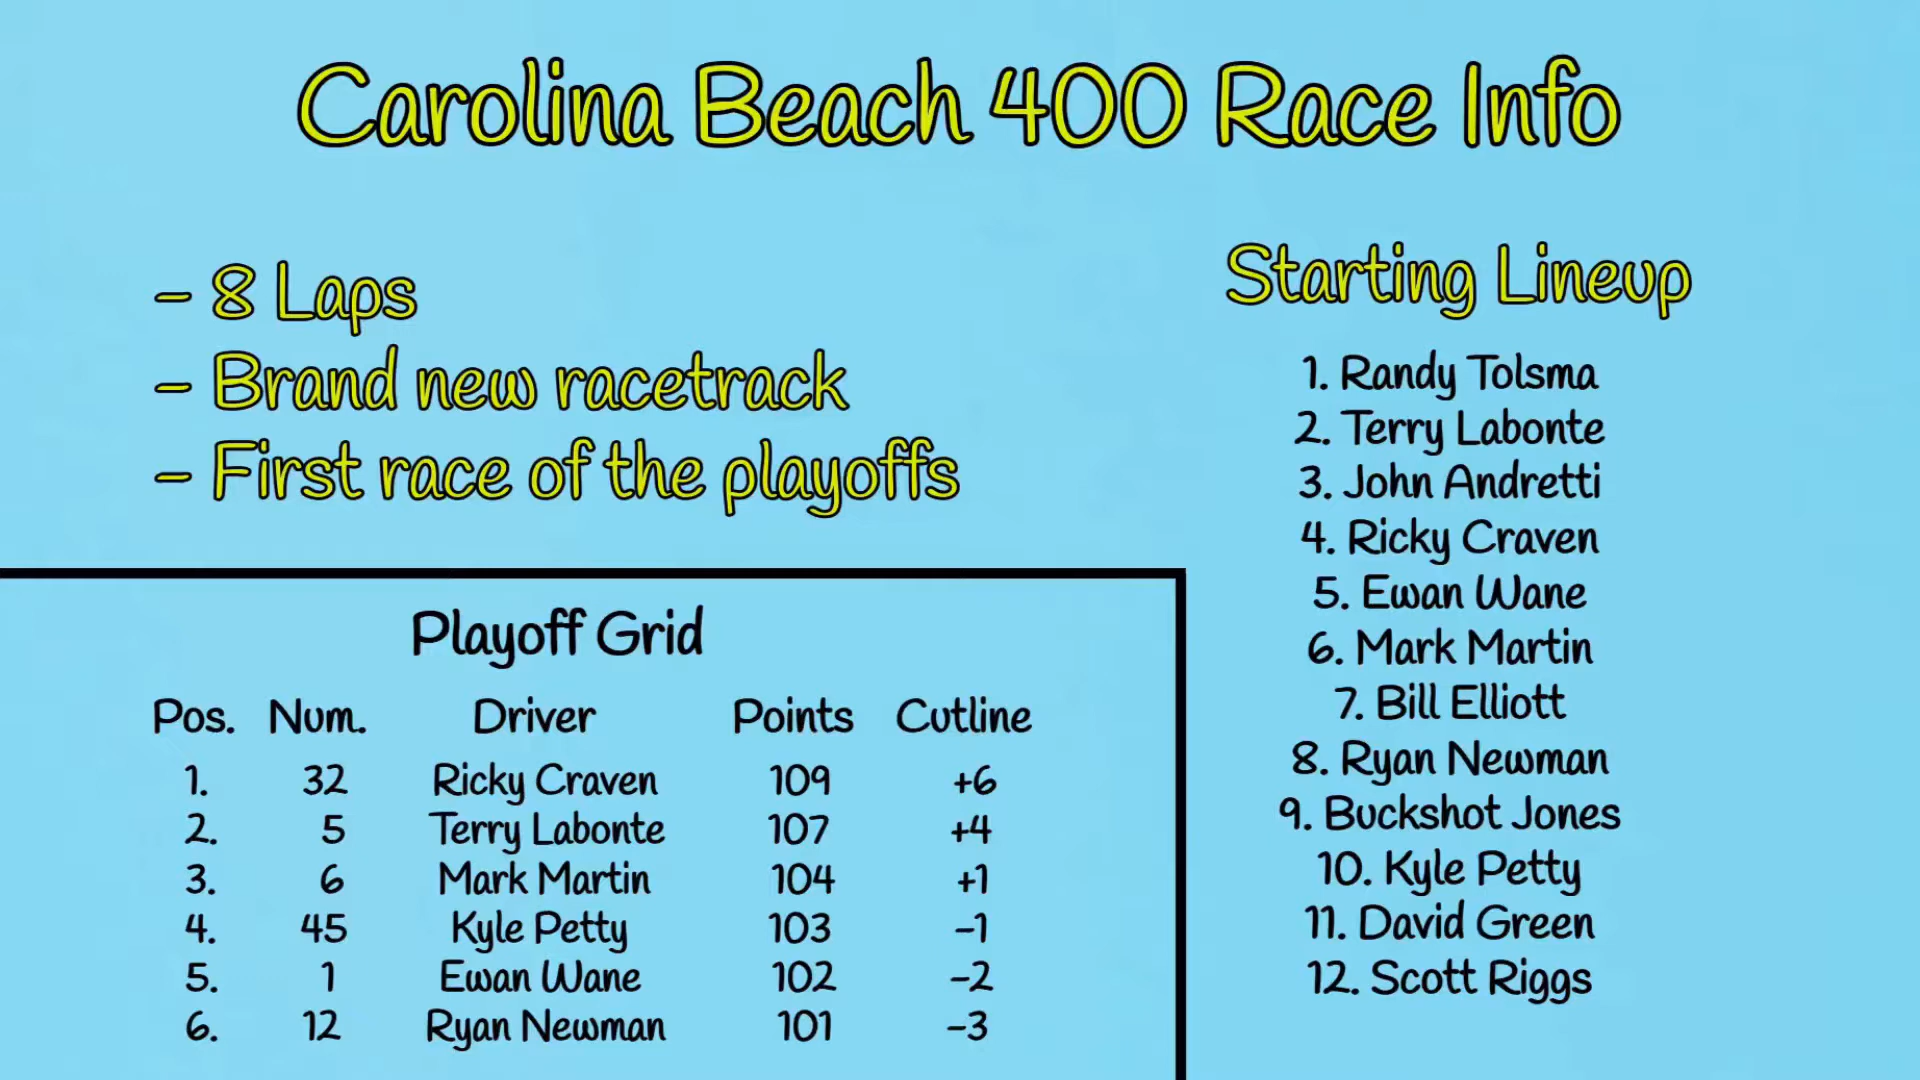 Carolina Beach 400 Race Info
- 8 Laps
- Brand new racetrack
- First race of the playoffs
Playoff Grid
Pos. Num. Driver Points Cutline
1. 32 Ricky Craven 109 +6
2. 5 Terry Labonte 107 +4
3. 6 Mark Martin 104 +1
4. 45 Kyle Petty 103 -1
5. 1 Ewan Wane 102 -2
6. 12 Ryan Newman 101 -3
Starting Lineup
1. Randy Tolsma
2. Terry Labonte
3. John Andretti
4. Ricky Craven
5. Ewan Wane
6. Mark Martin
7. Bill Elliott
8. Ryan Newman
9. Buckshot Jones
10. Kyle Petty
11. David Green
12. Scott Riggs